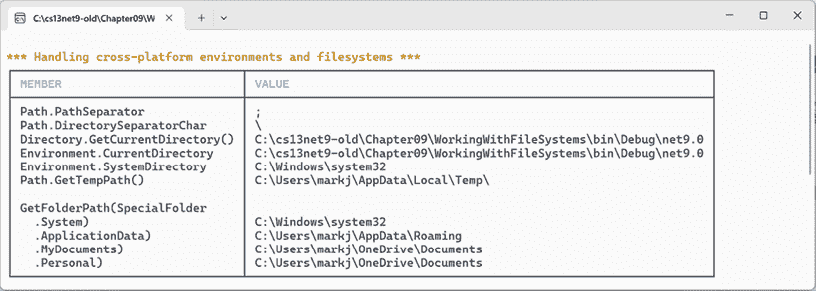 C:\cs13net9-old\Chapter09\W
*** Handling cross-platform environments and filesystems ***
MEMBER VALUE
Path.PathSeparator ;
Path.DirectorySeparatorChar \
Directory.GetCurrentDirectory() C:\cs13net9-old\Chapter09\WorkingWithFileSystems\bin\Debug\net9.0
Environment.CurrentDirectory C:\cs13net9-old\Chapter09\WorkingWithFileSystems\bin\Debug\net9.0
Environment.SystemDirectory C:\Windows\system32
Path.GetTempPath() C:\Users\markj\AppData\Local\Temp\
GetFolderPath(SpecialFolder
.System) C:\Windows\system32
.ApplicationData) C:\Users\markj\AppData\Roaming
.MyDocuments) C:\Users\markj\OneDrive\Documents
.Personal) C:\Users\markj\OneDrive\Documents